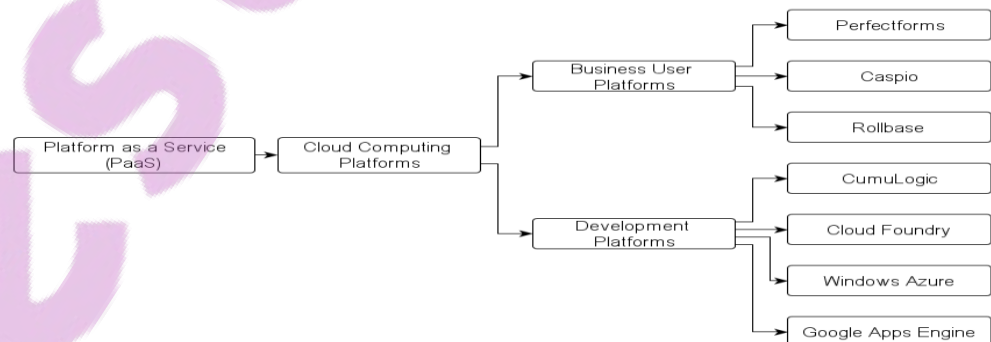 Perfectforms
Business User
Platforms
Caspio
Rollbase
Platform as a Service
(PaaS)
Cloud Computing
Platforms
CumuLogic
Development
Platforms
Cloud Foundry
Windows Azure
Google Apps Engine